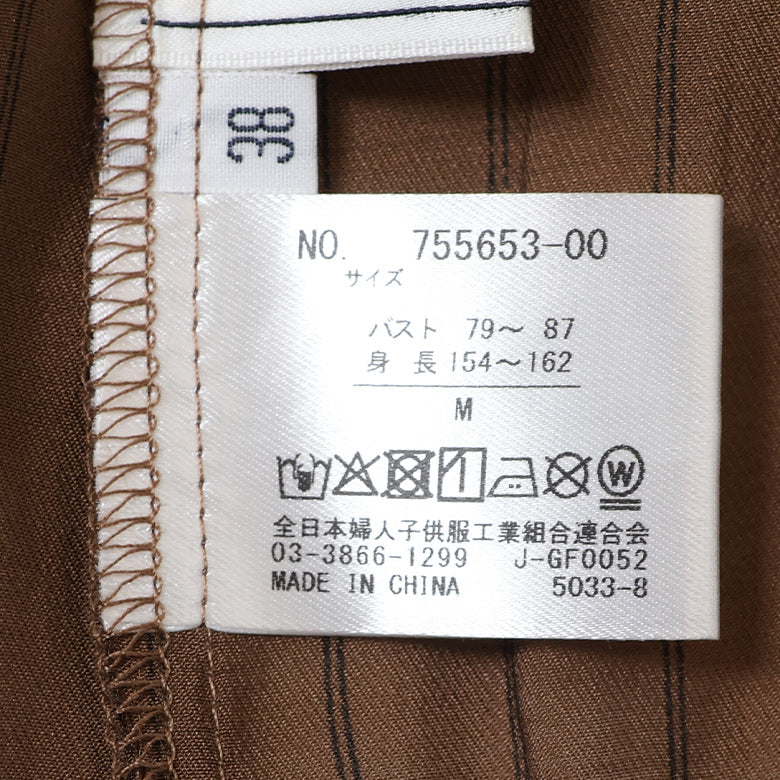 38
NO. 755653-00
サイズ
バスト 79～ 87
身 長 154～162
M
W
全日本婦人子供服工業組合連合会
03-3866-1299 J-GF0052
MADE IN CHINA 5033-8